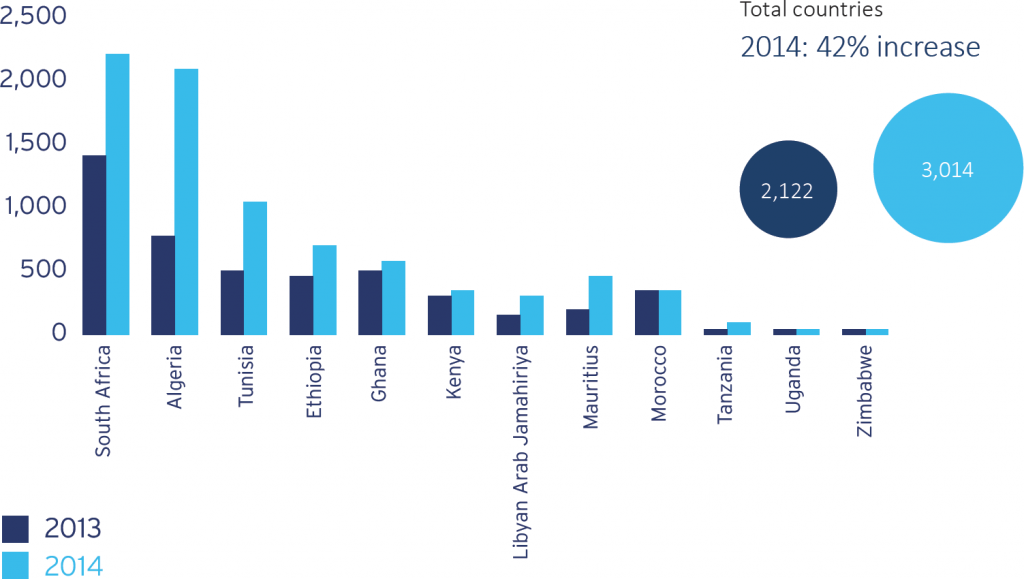 Total countries
2014: 42% increase
2,122
3,014
2,500
2,000
1,500
1,000
500
0
South Africa
Algeria
Tunisia
Ethiopia
Ghana
Kenya
Libyan Arab Jamahiriya
Mauritius
Morocco
Tanzania
Uganda
Zimbabwe
2013
2014